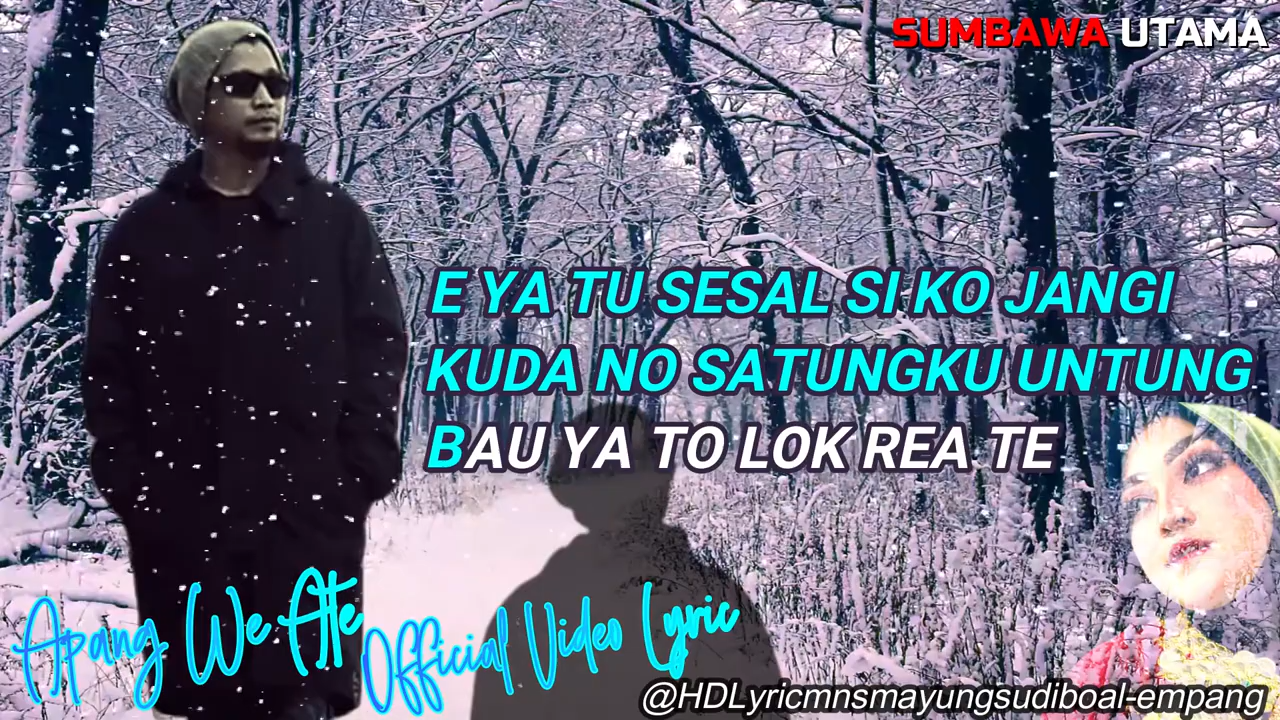 SUMBAWA UTAMA
E YA TU SESAL SI KO JANGI
KUDA NO SATUNGKU UNTUNG
BAU YA TO LOK REA TE
Apang We Ate
Official Video Lyric
@HDLyricmnsmayungsudiboal-empang